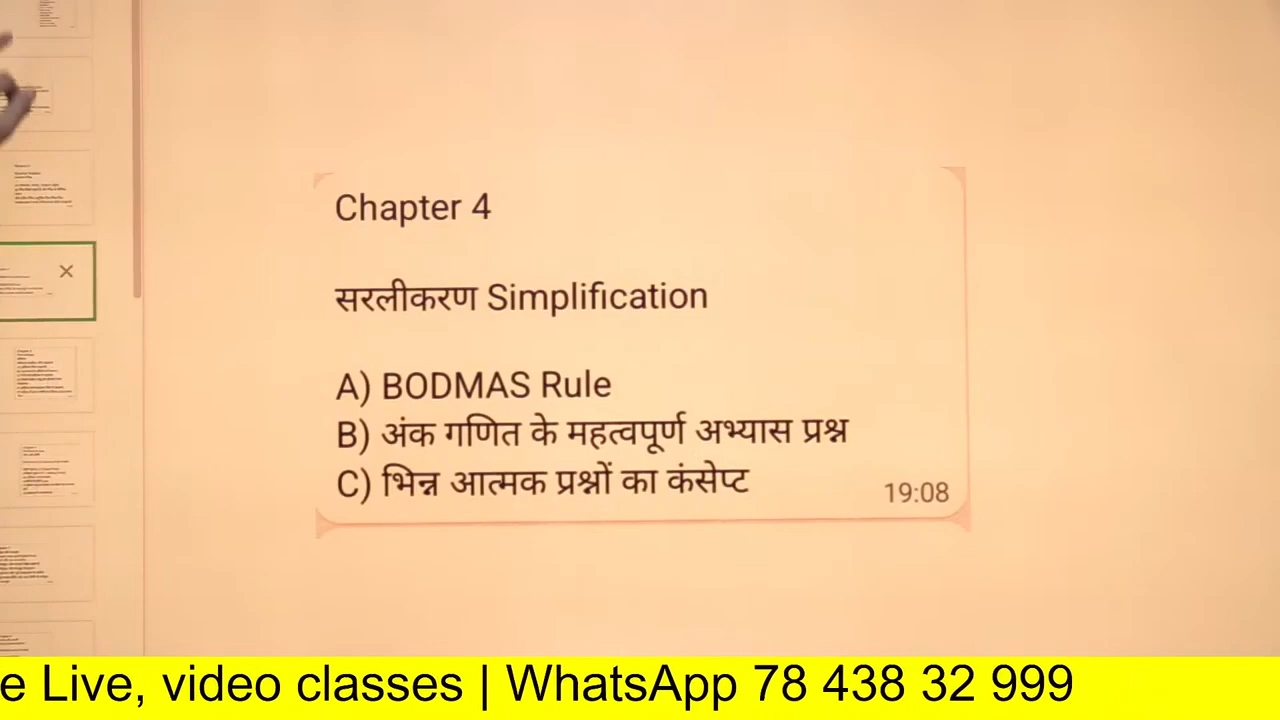 Chapter 4
सरलीकरण Simplification
A) BODMAS Rule
B) अंक गणित के महत्वपूर्ण अभ्यास प्रश्न
C) भिन्न आत्मक प्रश्नों का कंसेप्ट
19:08
e Live, video classes | WhatsApp 78 438 32 999